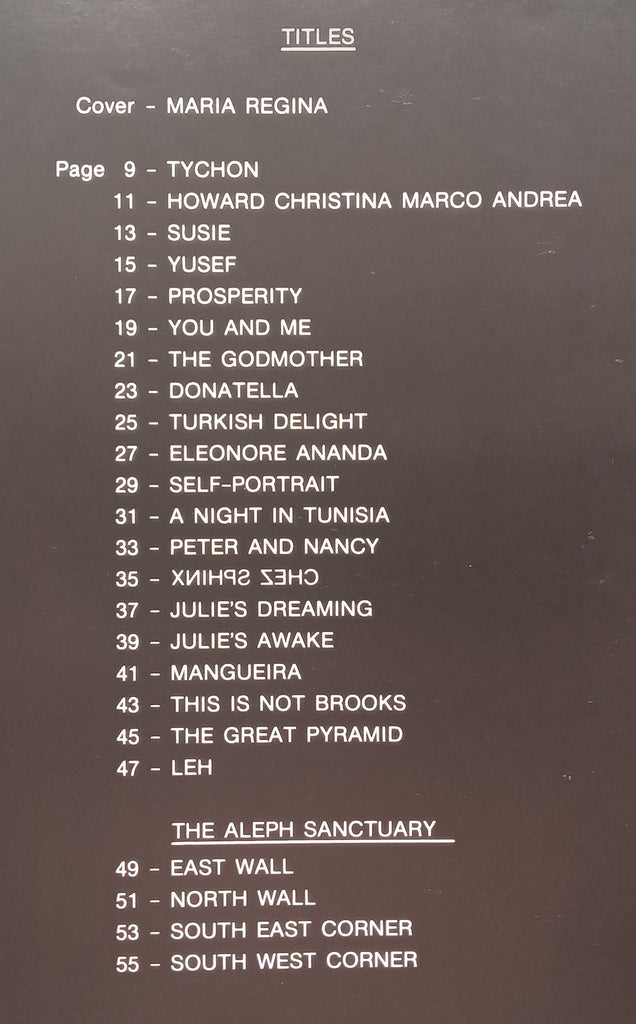 TITLES
Cover – MARIA REGINA
Page 9 – TYCHON
11 – HOWARD CHRISTINA MARCO ANDREA
13 – SUSIE
15 – YUSEF
17 – PROSPERITY
19 – YOU AND ME
21 – THE GODMOTHER
23 – DONATELLA
25 – TURKISH DELIGHT
27 – ELEONORE ANANDA
29 – SELF-PORTRAIT
31 – A NIGHT IN TUNISIA
33 – PETER AND NANCY
35 – CHEZ SPHINX
37 – JULIE'S DREAMING
39 – JULIE'S AWAKE
41 – MANGUEIRA
43 – THIS IS NOT BROOKS
45 – THE GREAT PYRAMID
47 – LEH
THE ALEPH SANCTUARY
49 – EAST WALL
51 – NORTH WALL
53 – SOUTH EAST CORNER
55 – SOUTH WEST CORNER